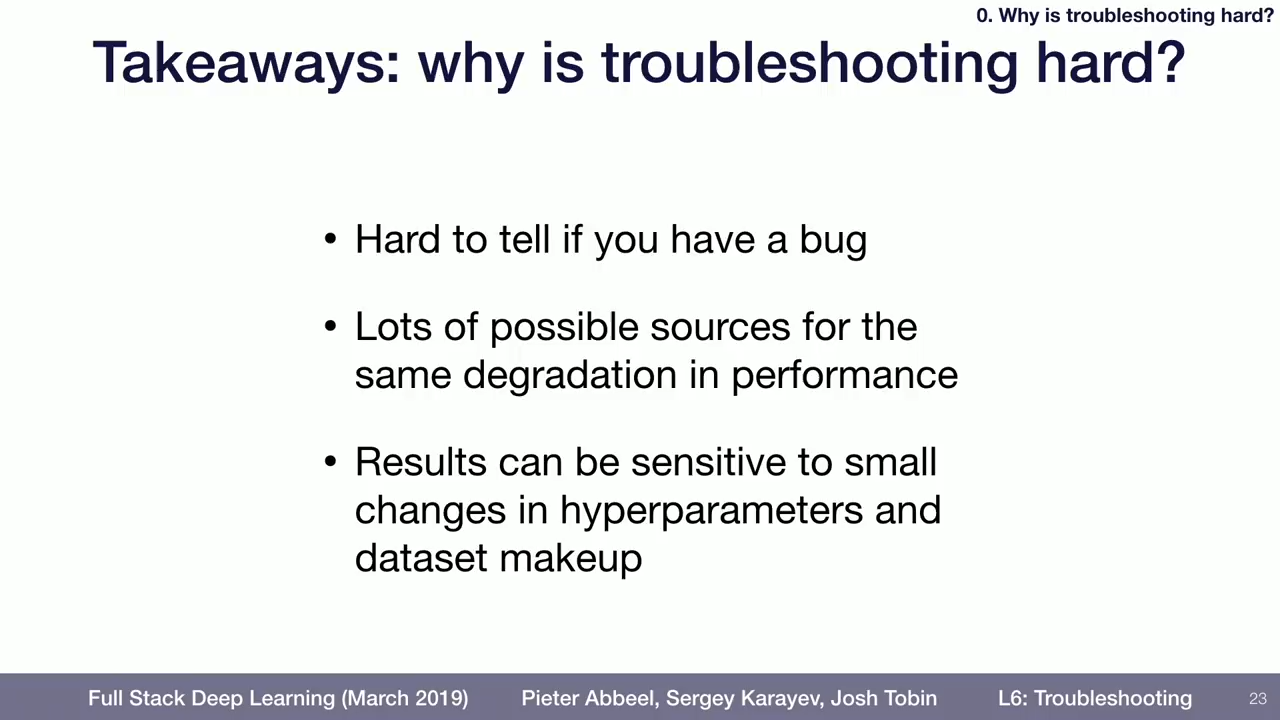 0. Why is troubleshooting hard?
Takeaways: why is troubleshooting hard?
• Hard to tell if you have a bug
• Lots of possible sources for the
same degradation in performance
• Results can be sensitive to small
changes in hyperparameters and
dataset makeup
Full Stack Deep Learning (March 2019) Pieter Abbeel, Sergey Karayev, Josh Tobin L6: Troubleshooting 23